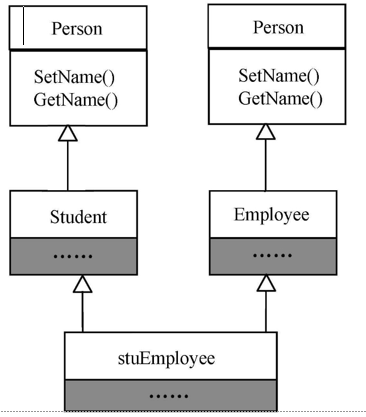 Person
SetName()
GetName()
Person
SetName()
GetName()
Student
......
Employee
......
stuEmployee
......